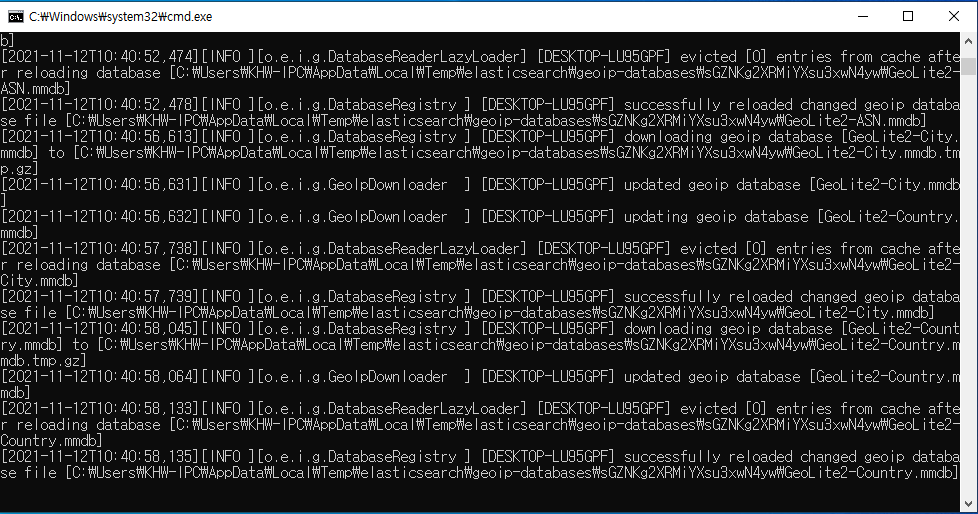 C:₩Windows₩system32₩cmd.exe
b]
[2021-11-12T10:40:52,474][INFO ][o.e.i.g.DatabaseReaderLazyLoader] [DESKTOP-LU95GPF] evicted [0] entries from cache afte
r reloading database [C:₩Users₩KHW-IPC₩AppData₩Local₩Temp₩elasticsearch₩geoip-databases₩sGZNKg2XRMiYXsu3xwN4yw₩GeoLite2-
ASN.mmdb]
[2021-11-12T10:40:52,478][INFO ][o.e.i.g.DatabaseRegistry ] [DESKTOP-LU95GPF] successfully reloaded changed geoip databa
se file [C:₩Users₩KHW-IPC₩AppData₩Local₩Temp₩elasticsearch₩geoip-databases₩sGZNKg2XRMiYXsu3xwN4yw₩GeoLite2-ASN.mmdb]
[2021-11-12T10:40:56,613][INFO ][o.e.i.g.DatabaseRegistry ] [DESKTOP-LU95GPF] downloading geoip database [GeoLite2-City.
mmdb] to [C:₩Users₩KHW-IPC₩AppData₩Local₩Temp₩elasticsearch₩geoip-databases₩sGZNKg2XRMiYXsu3xwN4yw₩GeoLite2-City.mmdb.tm
p.gz]
[2021-11-12T10:40:56,631][INFO ][o.e.i.g.GeoIpDownloader  ] [DESKTOP-LU95GPF] updated geoip database [GeoLite2-City.mmdb
]
[2021-11-12T10:40:56,632][INFO ][o.e.i.g.GeoIpDownloader  ] [DESKTOP-LU95GPF] updating geoip database [GeoLite2-Country.
mmdb]
[2021-11-12T10:40:57,738][INFO ][o.e.i.g.DatabaseReaderLazyLoader] [DESKTOP-LU95GPF] evicted [0] entries from cache afte
r reloading database [C:₩Users₩KHW-IPC₩AppData₩Local₩Temp₩elasticsearch₩geoip-databases₩sGZNKg2XRMiYXsu3xwN4yw₩GeoLite2-
City.mmdb]
[2021-11-12T10:40:57,739][INFO ][o.e.i.g.DatabaseRegistry ] [DESKTOP-LU95GPF] successfully reloaded changed geoip databa
se file [C:₩Users₩KHW-IPC₩AppData₩Local₩Temp₩elasticsearch₩geoip-databases₩sGZNKg2XRMiYXsu3xwN4yw₩GeoLite2-City.mmdb]
[2021-11-12T10:40:58,045][INFO ][o.e.i.g.DatabaseRegistry ] [DESKTOP-LU95GPF] downloading geoip database [GeoLite2-Count
ry.mmdb] to [C:₩Users₩KHW-IPC₩AppData₩Local₩Temp₩elasticsearch₩geoip-databases₩sGZNKg2XRMiYXsu3xwN4yw₩GeoLite2-Country.m
mdb.tmp.gz]
[2021-11-12T10:40:58,064][INFO ][o.e.i.g.GeoIpDownloader  ] [DESKTOP-LU95GPF] updated geoip database [GeoLite2-Country.m
mdb]
[2021-11-12T10:40:58,133][INFO ][o.e.i.g.DatabaseReaderLazyLoader] [DESKTOP-LU95GPF] evicted [0] entries from cache afte
r reloading database [C:₩Users₩KHW-IPC₩AppData₩Local₩Temp₩elasticsearch₩geoip-databases₩sGZNKg2XRMiYXsu3xwN4yw₩GeoLite2-
Country.mmdb]
[2021-11-12T10:40:58,135][INFO ][o.e.i.g.DatabaseRegistry ] [DESKTOP-LU95GPF] successfully reloaded changed geoip databa
se file [C:₩Users₩KHW-IPC₩AppData₩Local₩Temp₩elasticsearch₩geoip-databases₩sGZNKg2XRMiYXsu3xwN4yw₩GeoLite2-Country.mmdb]